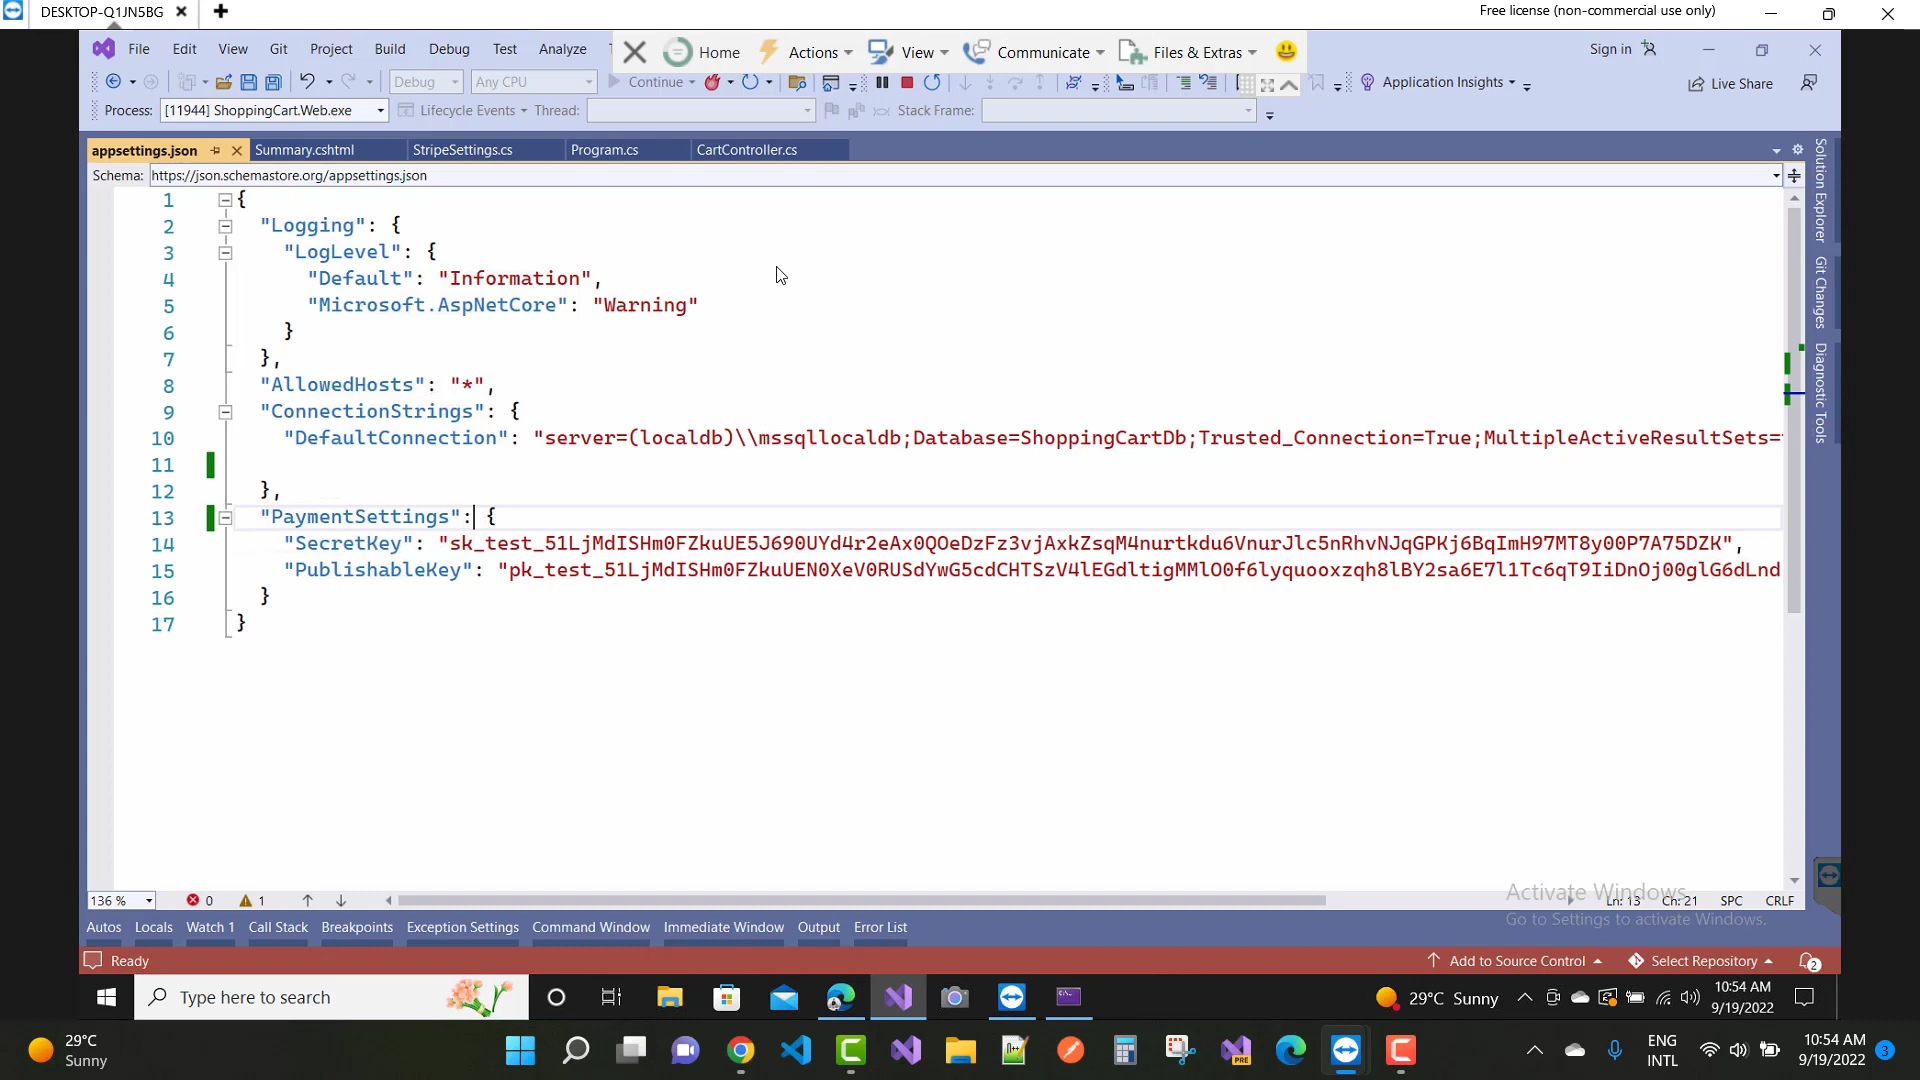 DESKTOP-Q1JN5BG
Free license (non-commercial use only)
File Edit View Git Project Build Debug Test Analyze
Home Actions View Communicate Files & Extras
Sign in
Debug Any CPU Continue Application Insights Live Share
Process: [11944] ShoppingCart.Web.exe Lifecycle Events Thread: Stack Frame:
appsettings.json Summary.cshtml StripeSettings.cs Program.cs CartController.cs
Schema: https://json.schemastore.org/appsettings.json
1 {
2 "Logging": {
3 "LogLevel": {
4 "Default": "Information",
5 "Microsoft.AspNetCore": "Warning"
6 }
7 },
8 "AllowedHosts": "*",
9 "ConnectionStrings": {
10 "DefaultConnection": "server=(localdb)\\mssqllocaldb;Database=ShoppingCartDb;Trusted_Connection=True;MultipleActiveResultSets=
11
12 },
13 "PaymentSettings": {
14 "SecretKey": "sk_test_51LjMdISHm0FZkuUE5J690UYd4r2eAx0QOeDzFz3vjAxkZsqM4nurtkdu6VnurJlc5nRhvNJqGPKj6BqImH97MT8y00P7A75DZK",
15 "PublishableKey": "pk_test_51LjMdISHm0FZkuUEN0XeV0RUSdYwG5cdCHTSzV4lEGdltigMMlO0f6lyquooxzqh8lBY2sa6E7l1Tc6qT9IiDnOj00glG6dLnd
16 }
17 }
Solution Explorer
Git Changes
Diagnostic Tools
136 % 0 1 Ln: 13 Ch: 21 SPC CRLF
Activate Windows
Go to Settings to activate Windows.
Autos Locals Watch 1 Call Stack Breakpoints Exception Settings Command Window Immediate Window Output Error List
Ready Add to Source Control Select Repository 2
Type here to search
29°C Sunny
10:54 AM
9/19/2022
29°C
Sunny
PRE
ENG
INTL
10:54 AM
9/19/2022
3